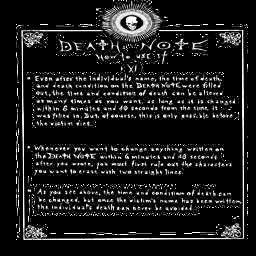 DEATH NOTE
How to use it
XI
• Even after the individual's name, the time of death,
and death condition on the DEATH NOTE were filled
out, the time and condition of death can be altered
as many times as you want, as long as it is changed
within 6 minutes and 40 seconds from the time it
was filled in. But, of course, this is only possible before
the victim dies.
• Whenever you want to change anything written on
the DEATH NOTE within 6 minutes and 40 seconds
after you wrote, you must first rule out the characters
you want to erase with two straight lines.
• As you see above, the time and condition of death can
be changed, but once the victim's name has been written,
the individual's death can never be avoided.